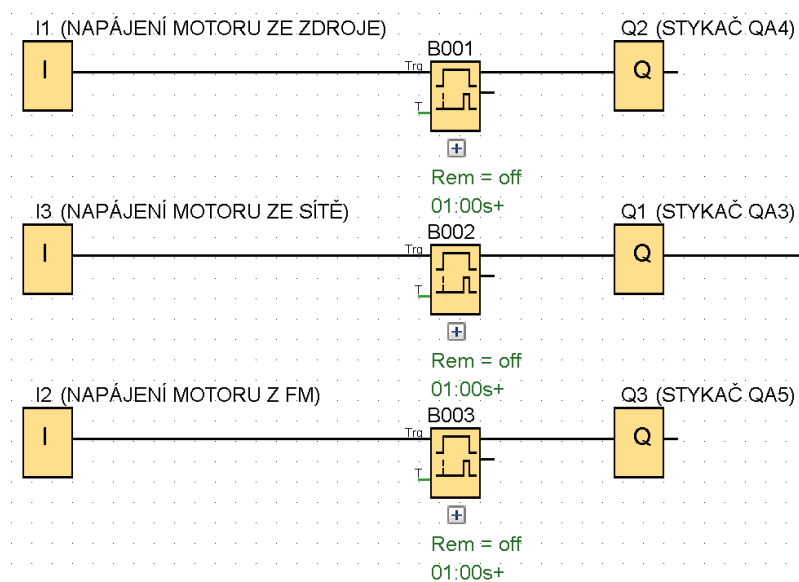 I1 (NAPÁJENÍ MOTORU ZE ZDROJE)
Q2 (STYKAČ QA4)
B001
I
Trg
Q
T
Rem = off
01:00s+
I3 (NAPÁJENÍ MOTORU ZE SÍTĚ)
Q1 (STYKAČ QA3)
B002
I
Trg
Q
T
Rem = off
01:00s+
I2 (NAPÁJENÍ MOTORU Z FM)
Q3 (STYKAČ QA5)
B003
I
Trg
Q
T
Rem = off
01:00s+